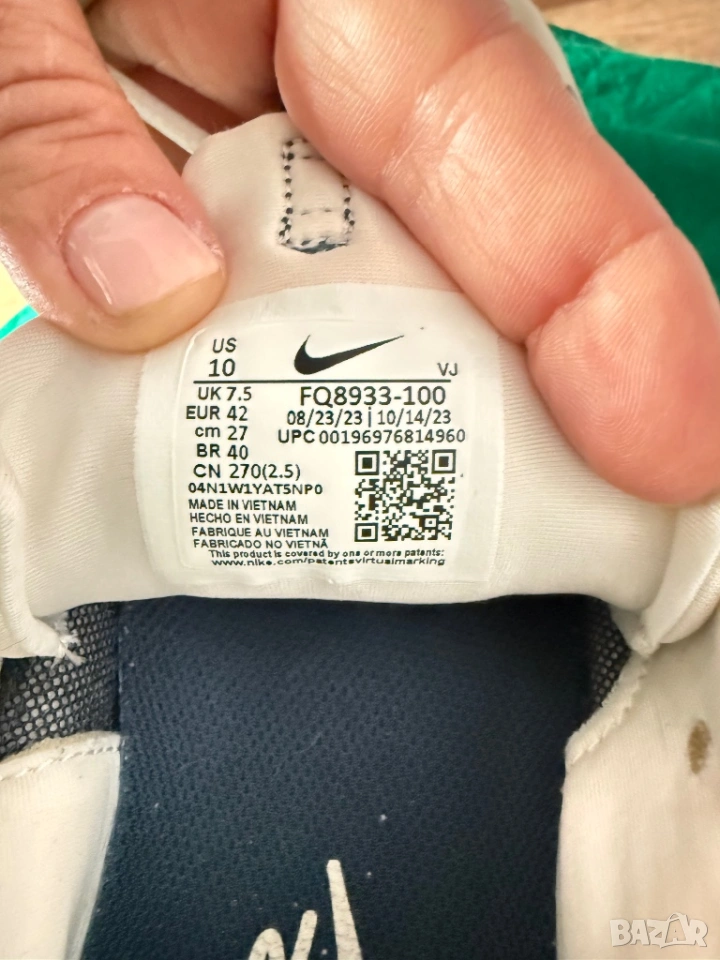 US
10
VJ
UK 7.5
EUR 42
cm 27
BR 40
CN 270(2.5)
FQ8933-100
08/23/23 | 10/14/23
UPC 00196976814960
04N1W1YAT5NP0
MADE IN VIETNAM
HECHO EN VIETNAM
FABRIQUE AU VIETNAM
FABRICADO NO VIETNÃ
This product is covered by one or more patents:
www.nike.com/patentsvirtualmarking
BAZAR